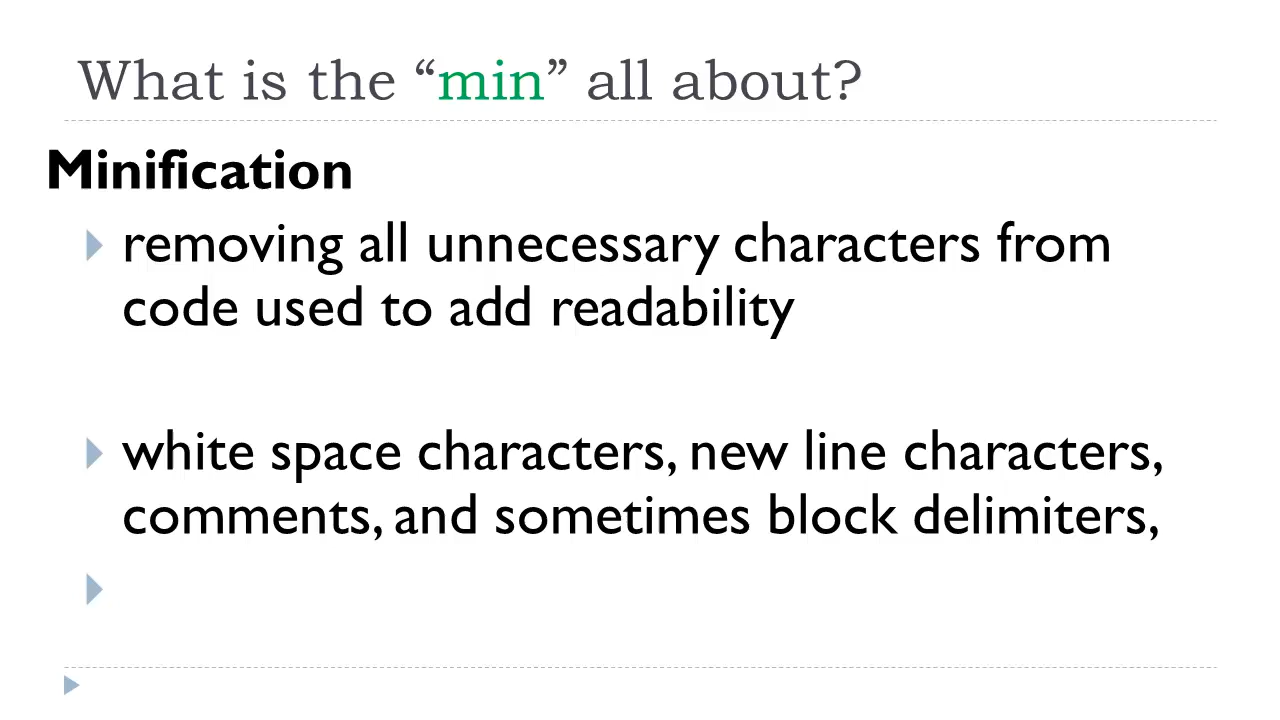 What is the “min” all about?
Minification
removing all unnecessary characters from
code used to add readability
white space characters, new line characters,
comments, and sometimes block delimiters,